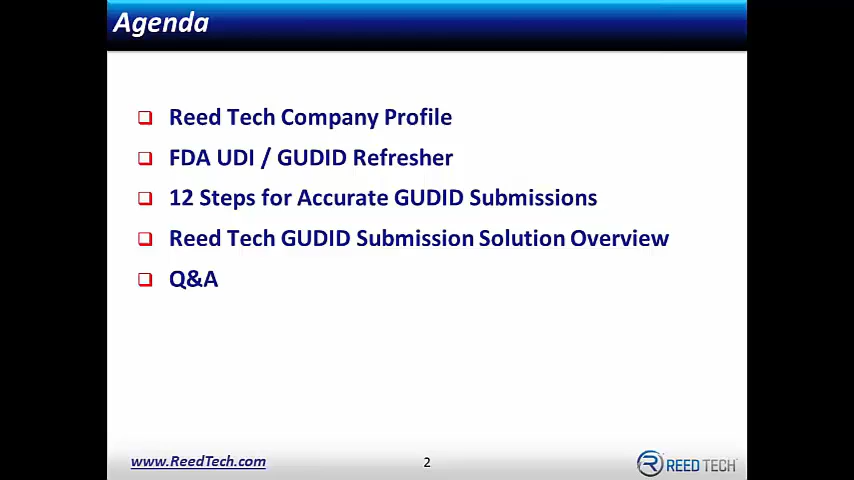 Agenda
Reed Tech Company Profile
FDA UDI / GUDID Refresher
12 Steps for Accurate GUDID Submissions
Reed Tech GUDID Submission Solution Overview
Q&A
www.ReedTech.com
2
REED TECH